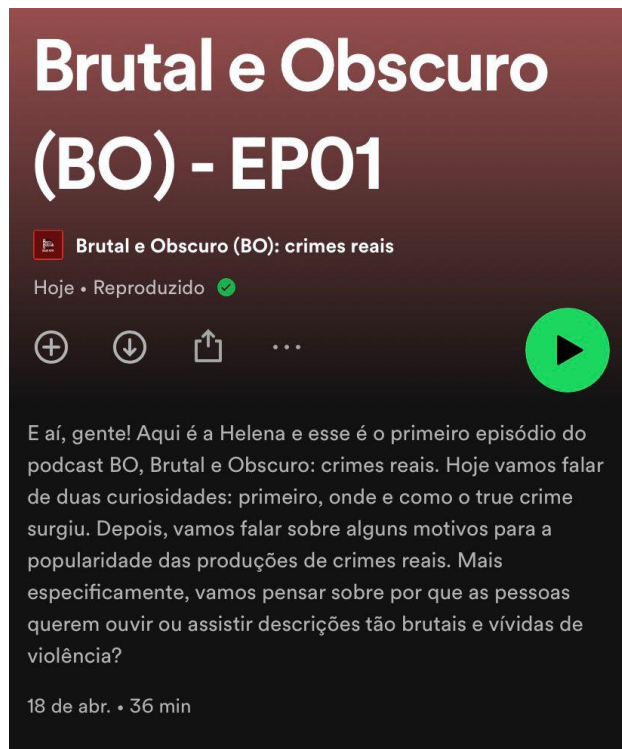 Brutal e Obscuro
(BO) - EP01
Brutal e Obscuro (BO): crimes reais
Hoje • Reproduzido
E aí, gente! Aqui é a Helena e esse é o primeiro episódio do
podcast BO, Brutal e Obscuro: crimes reais. Hoje vamos falar
de duas curiosidades: primeiro, onde e como o true crime
surgiu. Depois, vamos falar sobre alguns motivos para a
popularidade das produções de crimes reais. Mais
especificamente, vamos pensar sobre por que as pessoas
querem ouvir ou assistir descrições tão brutais e vívidas de
violência?
18 de abr. • 36 min